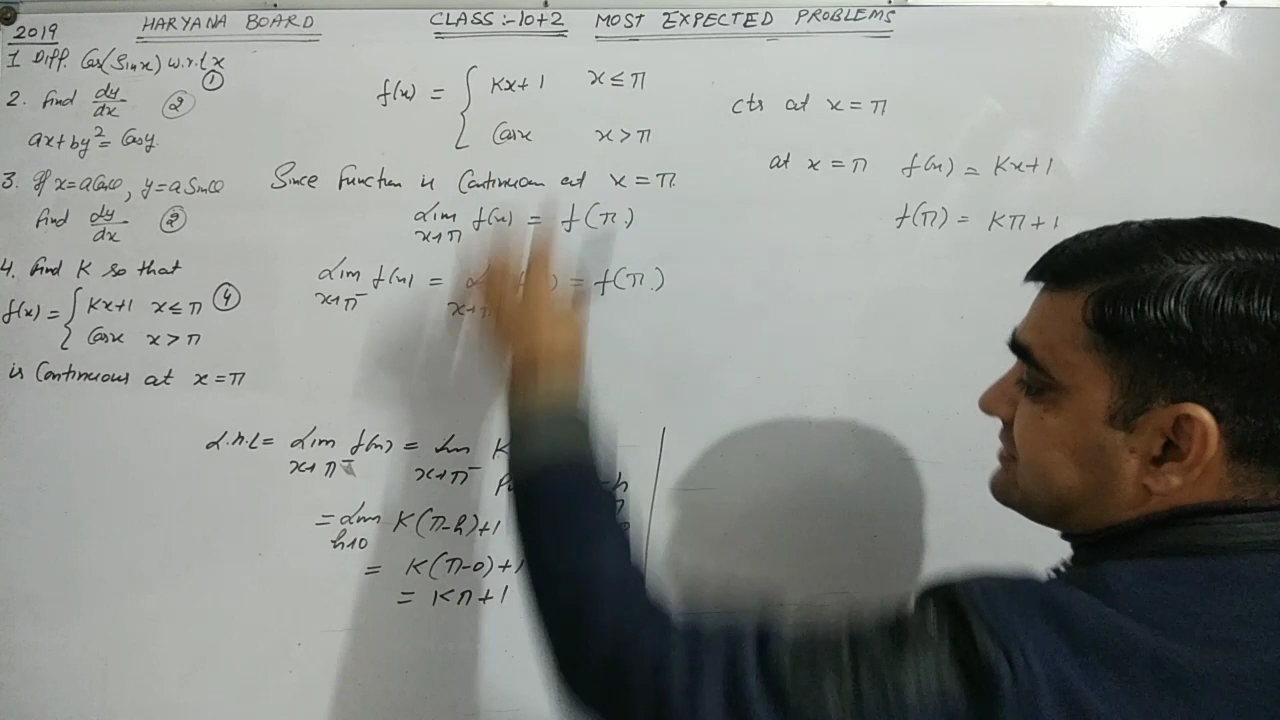 2019 HARYANA BOARD CLASS :- 10+2 MOST EXPECTED PROBLEMS
1 Diff. Cos(Sinx) w.r.t x ①
2. Find dy/dx ②
ax+by²= Cosy.
3. If x=aCosθ, y=aSinθ
find dy/dx ②
4. Find K so that
f(x) = { Kx+1 x≤π ④
Cosx x>π
is Continuous at x=π
f(x) = { Kx+1 x≤π
Cosx x>π
cts at x=π
Since Function is Continuous at x=π.
Lim x→π f(x) = f(π)
Lim x→π⁻ f(x) = = f(π)
at x=π f(x) = Kx+1
f(π) = Kπ+1
L.H.L= Lim x→π⁻ f(x) = Lim x→π⁻ K
-h
= Lim h→0 K(π-h)+1
= K(π-0)+1
= Kπ+1